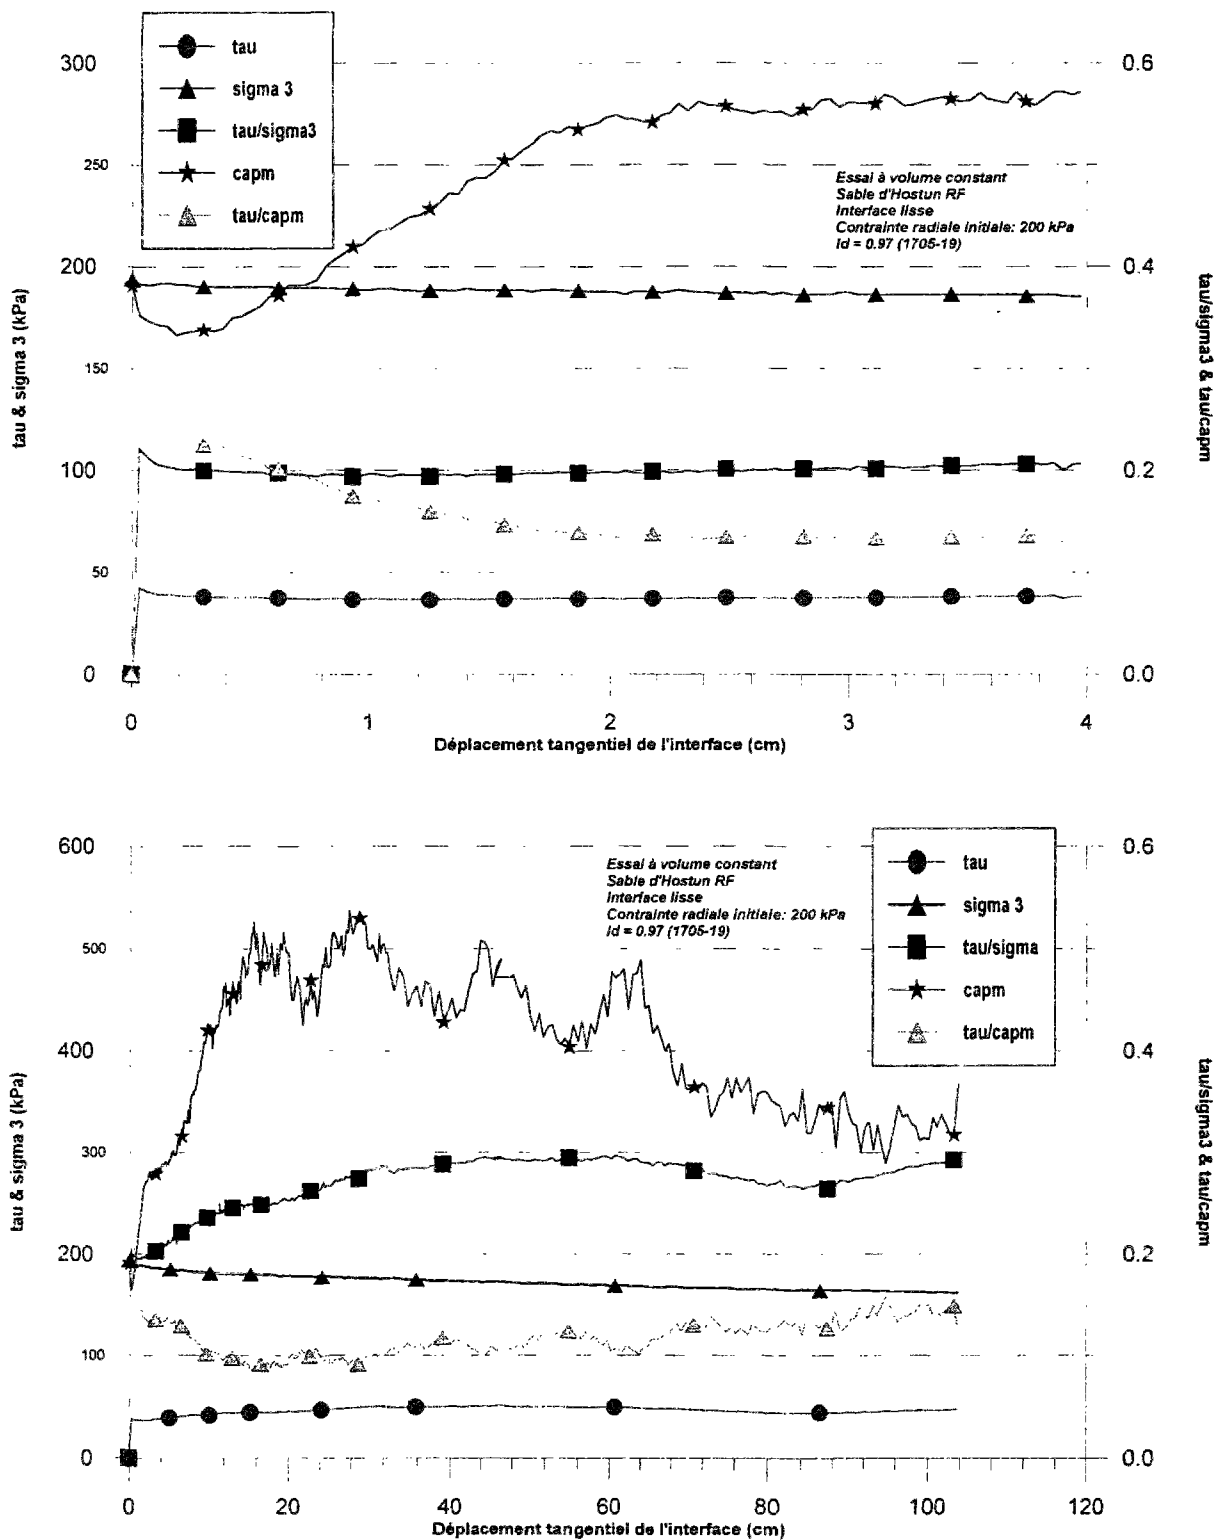 tau
sigma 3
tau/sigma3
capm
tau/capm
300
250
200
150
100
50
0
0.6
0.4
0.2
0.0
tau & sigma 3 (kPa)
tau/sigma3 & tau/capm
Essai à volume constant
Sable d'Hostun RF
Interface lisse
Contrainte radiale initiale: 200 kPa
Id = 0.97 (1705-19)
0 1 2 3 4
Déplacement tangentiel de l'interface (cm)
600
500
400
300
200
100
0
0.6
0.4
0.2
0.0
tau & sigma 3 (kPa)
tau/sigma3 & tau/capm
Essai à volume constant
Sable d'Hostun RF
Interface lisse
Contrainte radiale initiale: 200 kPa
Id = 0.97 (1705-19)
tau
sigma 3
tau/sigma
capm
tau/capm
0 20 40 60 80 100 120
Déplacement tangentiel de l'interface (cm)